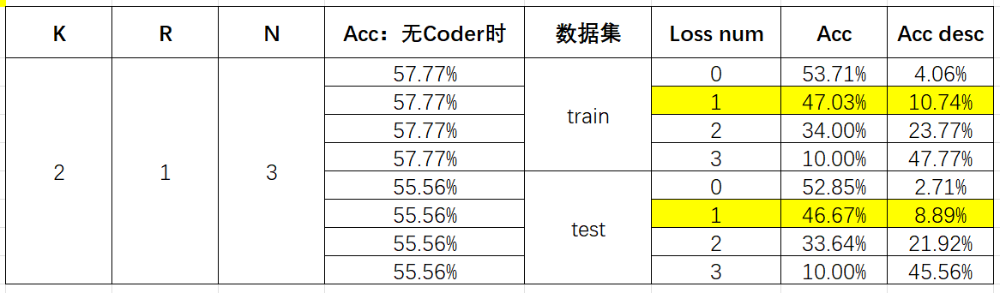 K R N Acc：无Coder时 数据集 Loss num Acc Acc desc
57.77% 0 53.71% 4.06%
57.77% 1 47.03% 10.74%
train
57.77% 2 34.00% 23.77%
57.77% 3 10.00% 47.77%
2 1 3
55.56% 0 52.85% 2.71%
55.56% 1 46.67% 8.89%
test
55.56% 2 33.64% 21.92%
55.56% 3 10.00% 45.56%